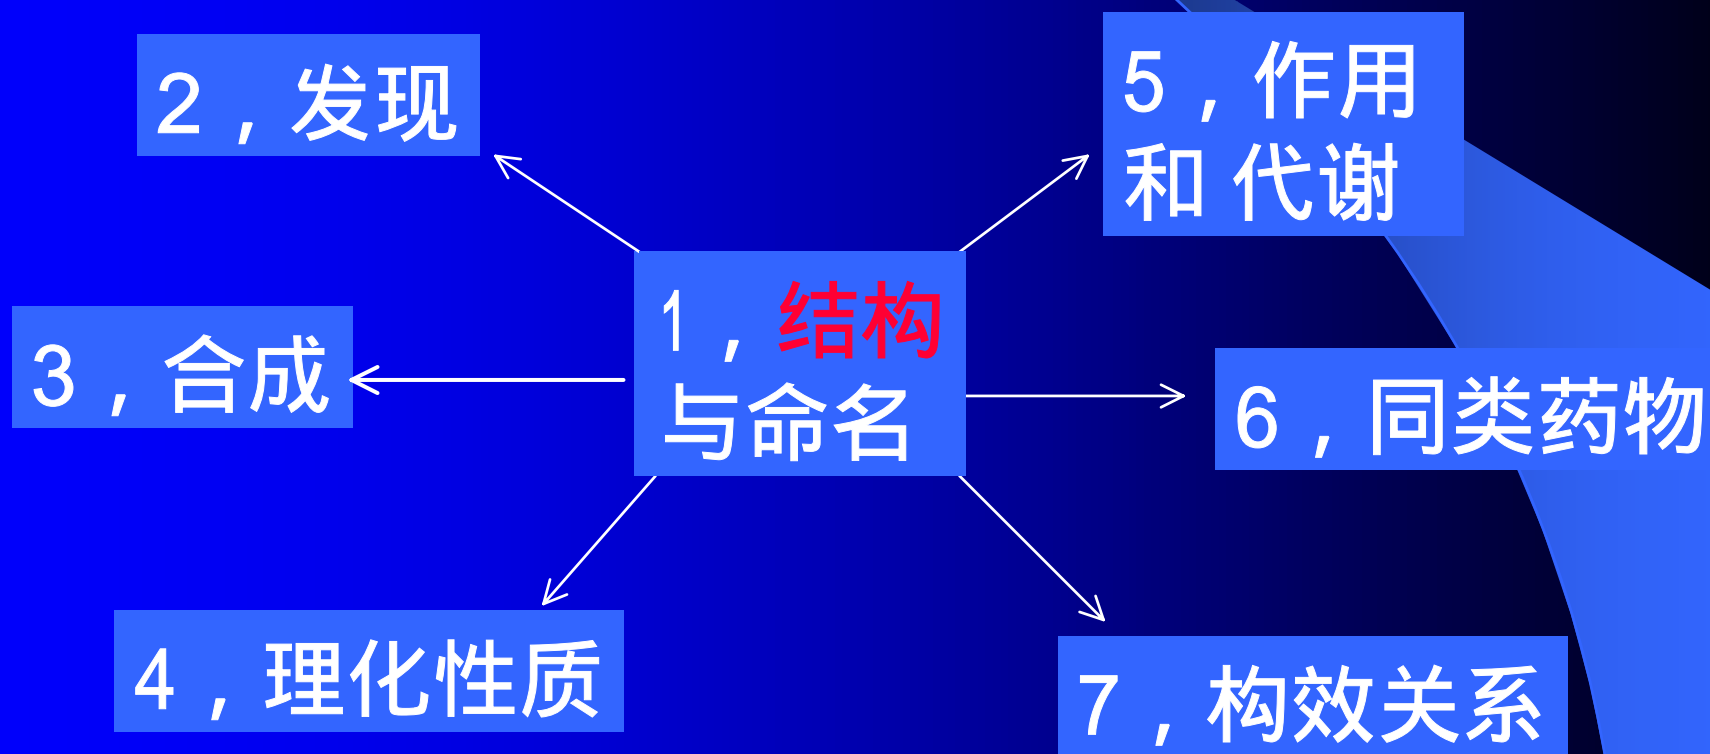 1，结构
与命名
2，发现
3，合成
4，理化性质
5，作用
和 代谢
6，同类药物
7，构效关系